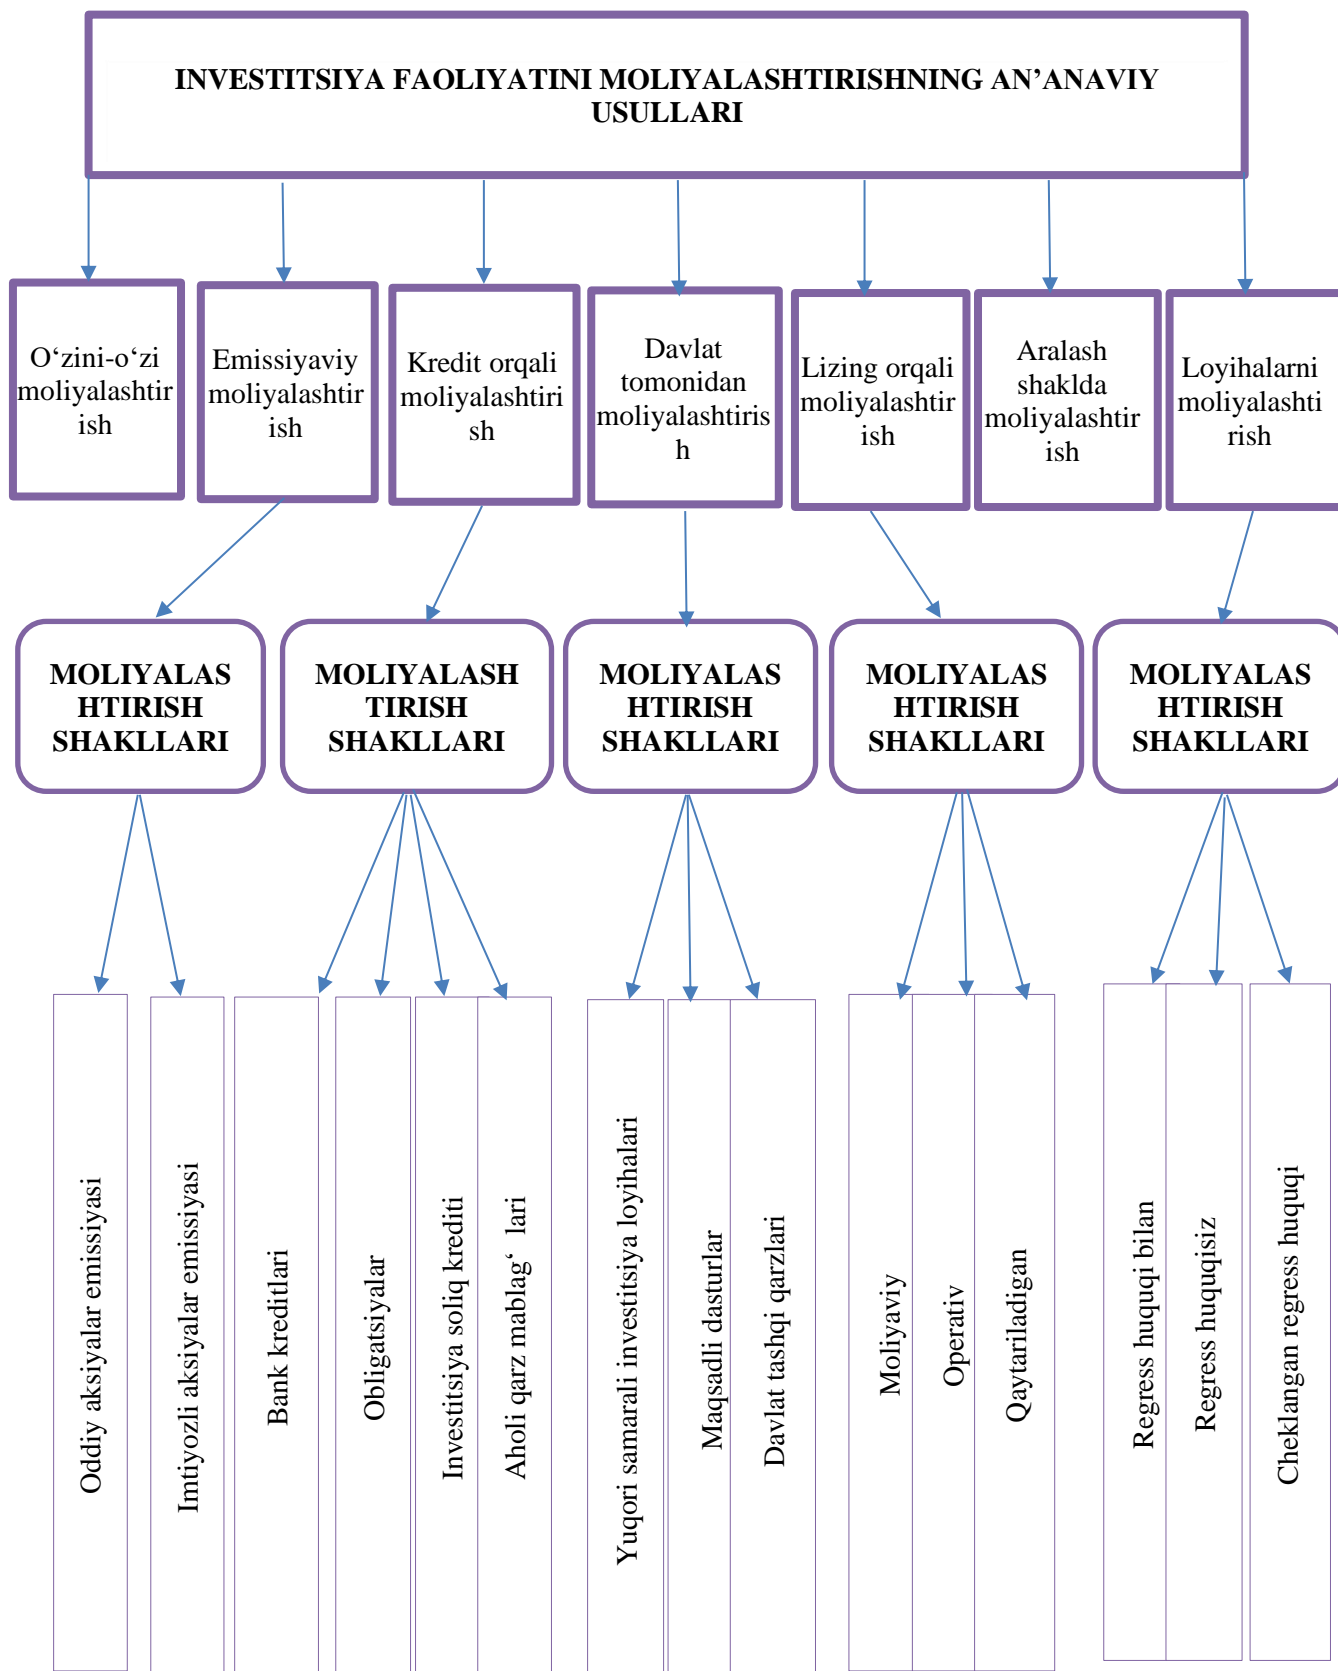 INVESTITSIYA FAOLIYATINI MOLIYALASHTIRISHNING AN’ANAVIY
USULLARI
O‘zini-o‘zi
moliyalashtir
ish
Emissiyaviy
moliyalashtir
ish
Kredit orqali
moliyalashtiri
sh
Davlat
tomonidan
moliyalashtiris
h
Lizing orqali
moliyalashtir
ish
Aralash
shaklda
moliyalashtir
ish
Loyihalarni
moliyalashti
rish
MOLIYALAS
HTIRISH
SHAKLLARI
MOLIYALASH
TIRISH
SHAKLLARI
MOLIYALAS
HTIRISH
SHAKLLARI
MOLIYALAS
HTIRISH
SHAKLLARI
MOLIYALAS
HTIRISH
SHAKLLARI
Oddiy aksiyalar emissiyasi
Imtiyozli aksiyalar emissiyasi
Bank kreditlari
Obligatsiyalar
Investitsiya soliq krediti
Aholi qarz mablag‘ lari
Yuqori samarali investitsiya loyihalari
Maqsadli dasturlar
Davlat tashqi qarzlari
Moliyaviy
Operativ
Qaytariladigan
Regress huquqi bilan
Regress huquqisiz
Cheklangan regress huquqi